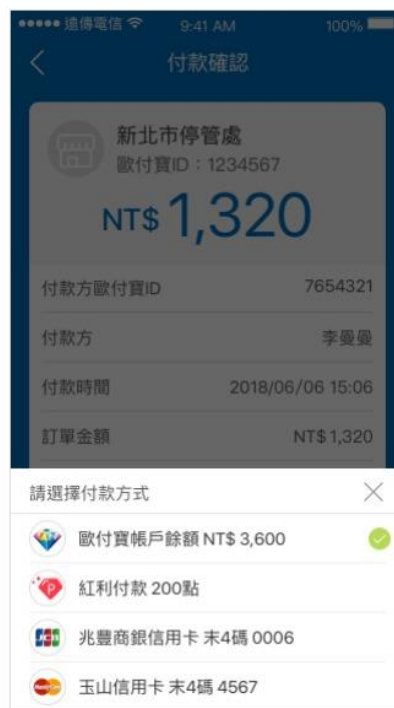 遠傳電信 9:41 AM 100%
付款確認
新北市停管處
歐付寶ID：1234567
NT$ 1,320
付款方歐付寶ID 7654321
付款方 李曼曼
付款時間 2018/06/06 15:06
訂單金額 NT$1,320
請選擇付款方式
歐付寶帳戶餘額 NT$ 3,600
P 紅利付款 200點
JCB 兆豐商銀信用卡 末4碼 0006
MasterCard 玉山信用卡 末4碼 4567